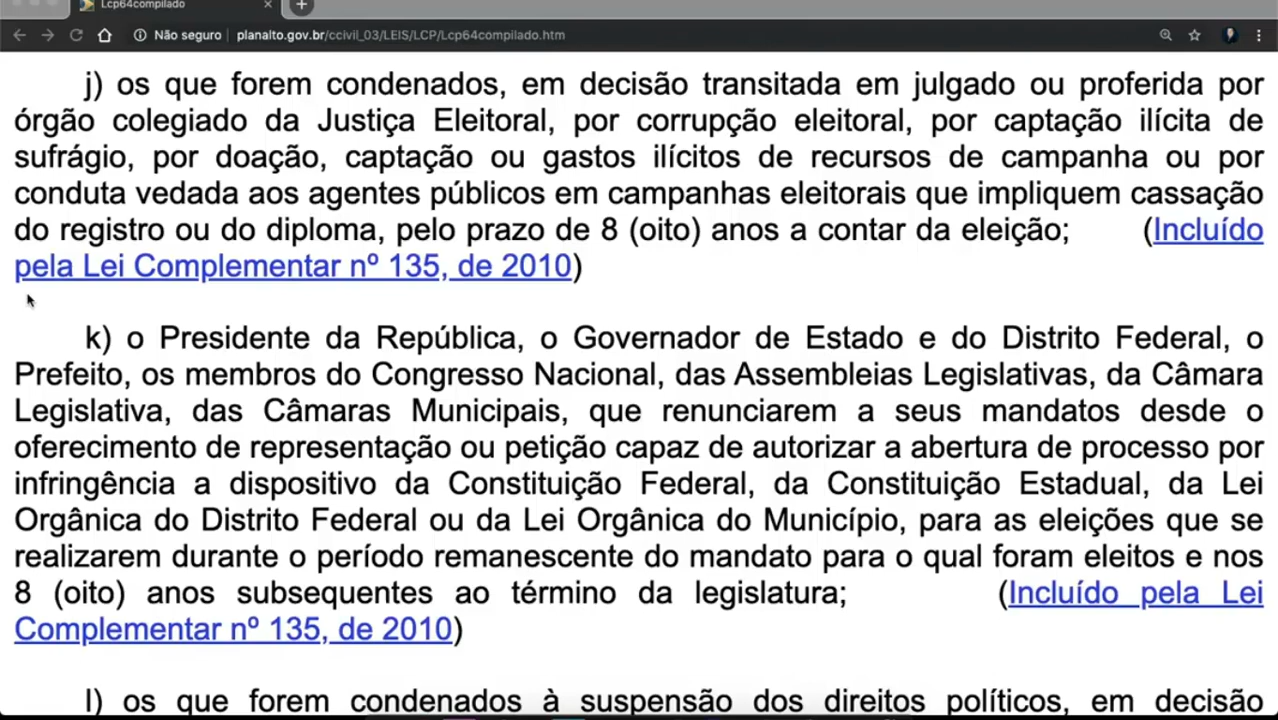 Lcp64compilado
Não seguro | planalto.gov.br/ccivil_03/LEIS/LCP/Lcp64compilado.htm
j) os que forem condenados, em decisão transitada em julgado ou proferida por
órgão colegiado da Justiça Eleitoral, por corrupção eleitoral, por captação ilícita de
sufrágio, por doação, captação ou gastos ilícitos de recursos de campanha ou por
conduta vedada aos agentes públicos em campanhas eleitorais que impliquem cassação
do registro ou do diploma, pelo prazo de 8 (oito) anos a contar da eleição; (Incluído
pela Lei Complementar nº 135, de 2010)
k) o Presidente da República, o Governador de Estado e do Distrito Federal, o
Prefeito, os membros do Congresso Nacional, das Assembleias Legislativas, da Câmara
Legislativa, das Câmaras Municipais, que renunciarem a seus mandatos desde o
oferecimento de representação ou petição capaz de autorizar a abertura de processo por
infringência a dispositivo da Constituição Federal, da Constituição Estadual, da Lei
Orgânica do Distrito Federal ou da Lei Orgânica do Município, para as eleições que se
realizarem durante o período remanescente do mandato para o qual foram eleitos e nos
8 (oito) anos subsequentes ao término da legislatura; (Incluído pela Lei
Complementar nº 135, de 2010)
l) os que forem condenados à suspensão dos direitos políticos, em decisão